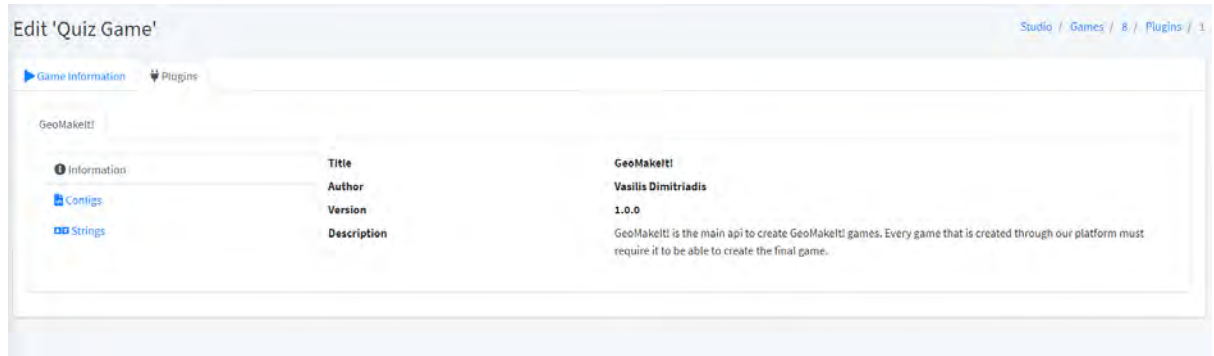 Edit 'Quiz Game'
Studio / Games / 8 / Plugins / 1
Game Information
Plugins
GeoMakeIt!
Information
Title
GeoMakeIt!
Author
Vasilis Dimitriadis
Configs
Version
1.0.0
Strings
Description
GeoMakeIt! is the main api to create GeoMakeIt! games. Every game that is created through our platform must
require it to be able to create the final game.